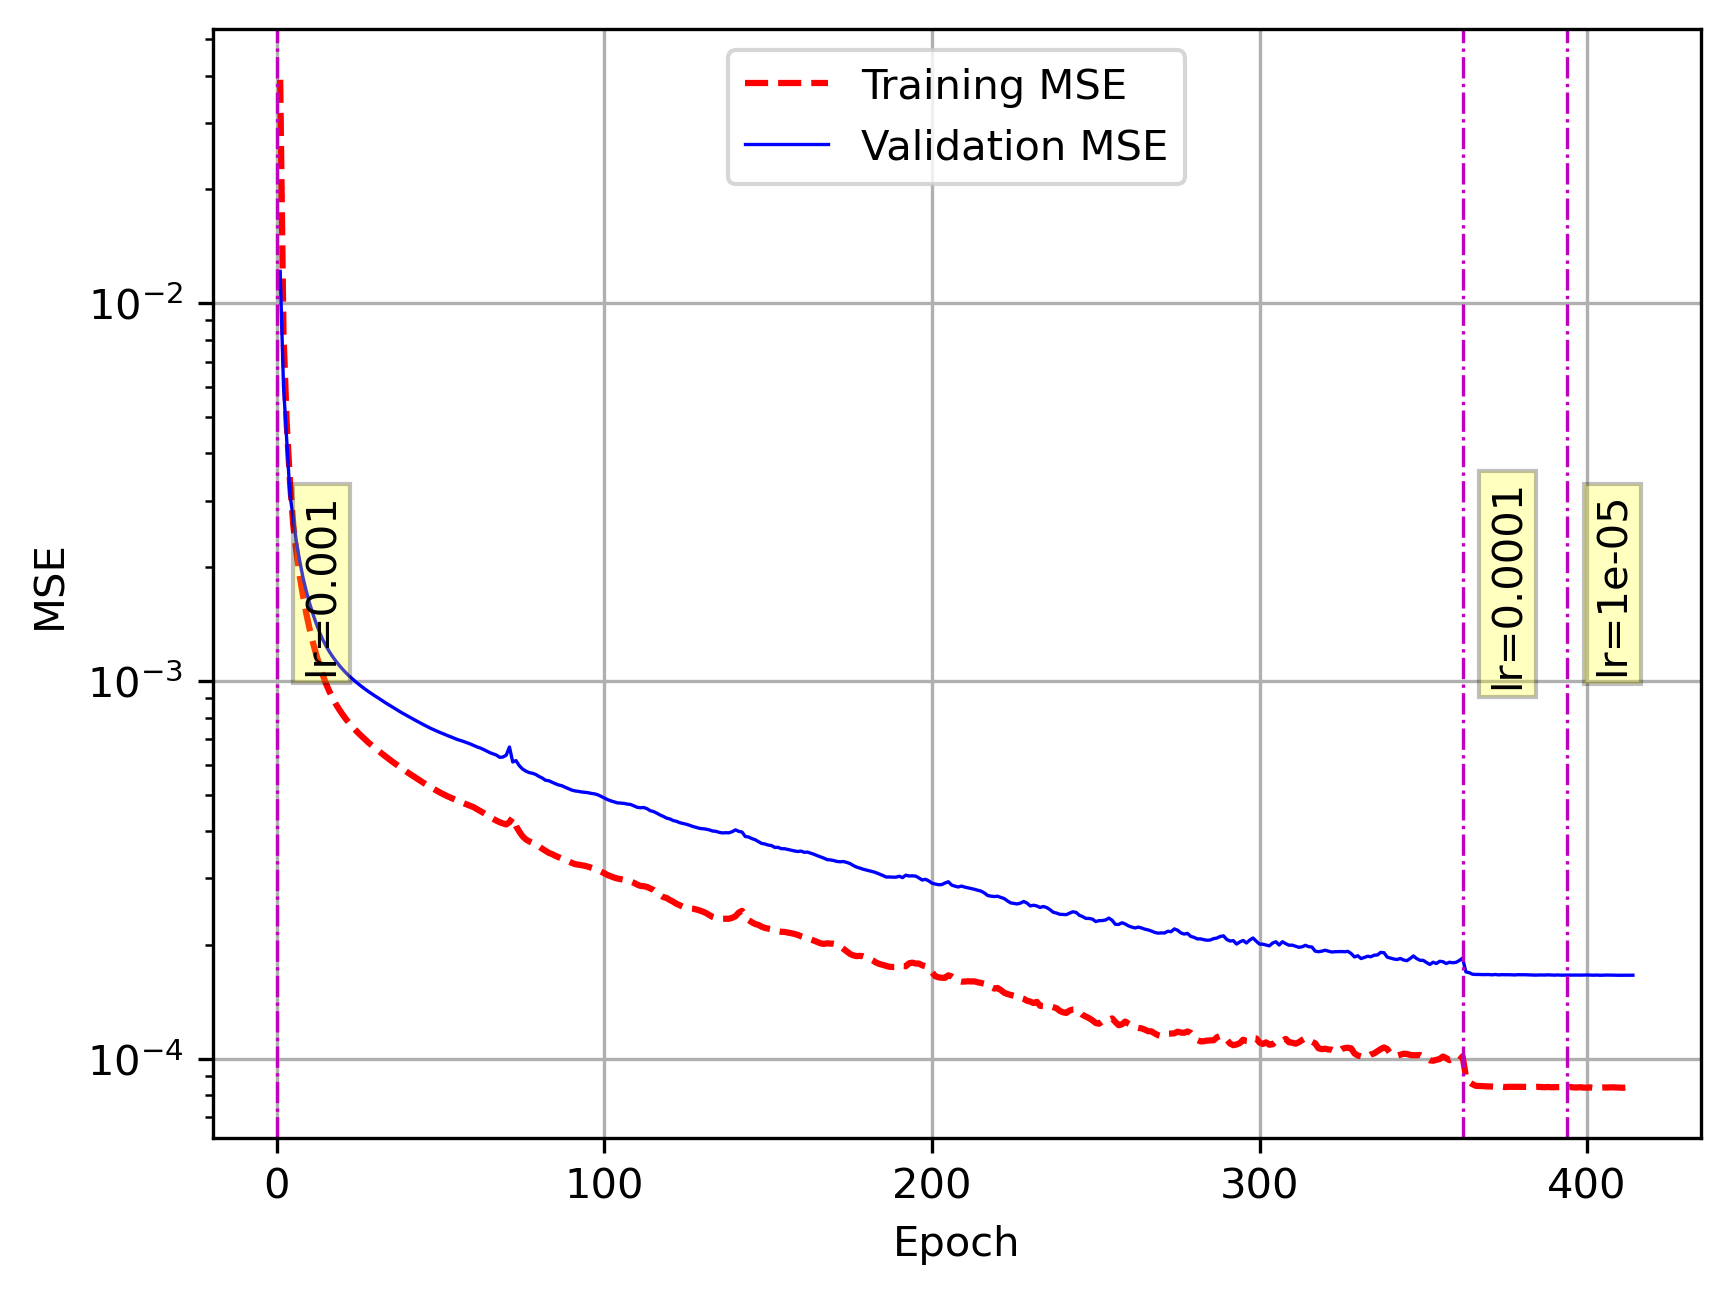 Training MSE
Validation MSE
10⁻²
10⁻³
10⁻⁴
MSE
lr=0.001
lr=0.0001
lr=1e-05
0 100 200 300 400
Epoch